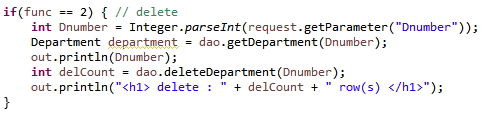 if(func == 2) { // delete
int Dnumber = Integer.parseInt(request.getParameter("Dnumber"));
Department department = dao.getDepartment(Dnumber);
out.println(Dnumber);
int delCount = dao.deleteDepartment(Dnumber);
out.println("<h1> delete : " + delCount + " row(s) </h1>");
}